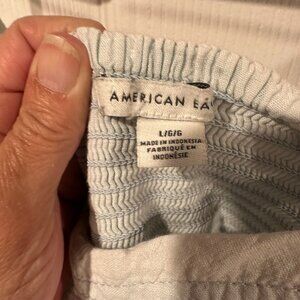 AMERICAN EA
L/G/G
MADE IN INDONESIA
FABRIQUÉ EN
INDONÉSIE